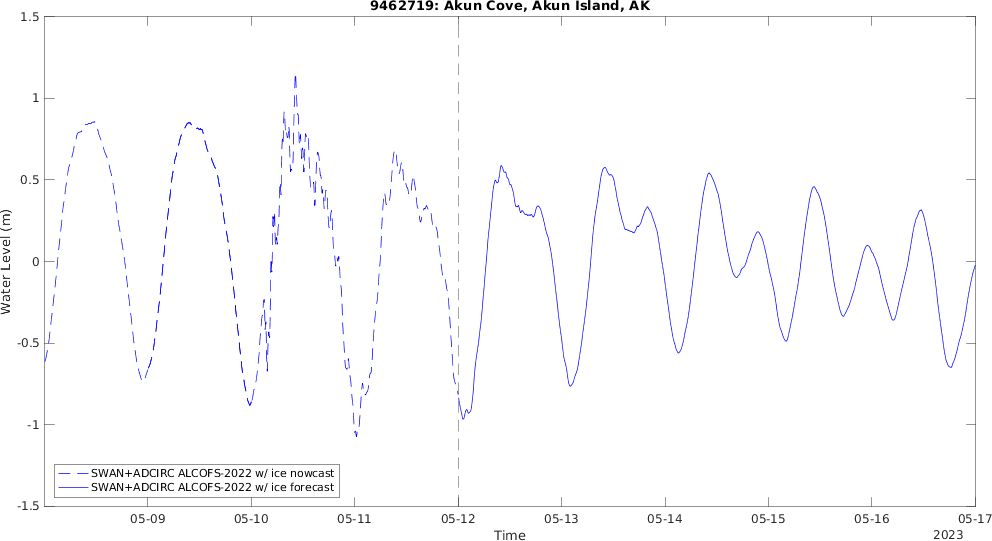 9462719: Akun Cove, Akun Island, AK
1.5
1
0.5
0
-0.5
-1
-1.5
Water Level (m)
SWAN+ADCIRC ALCOFS-2022 w/ ice nowcast
SWAN+ADCIRC ALCOFS-2022 w/ ice forecast
05-09 05-10 05-11 05-12 05-13 05-14 05-15 05-16 05-17
Time
2023